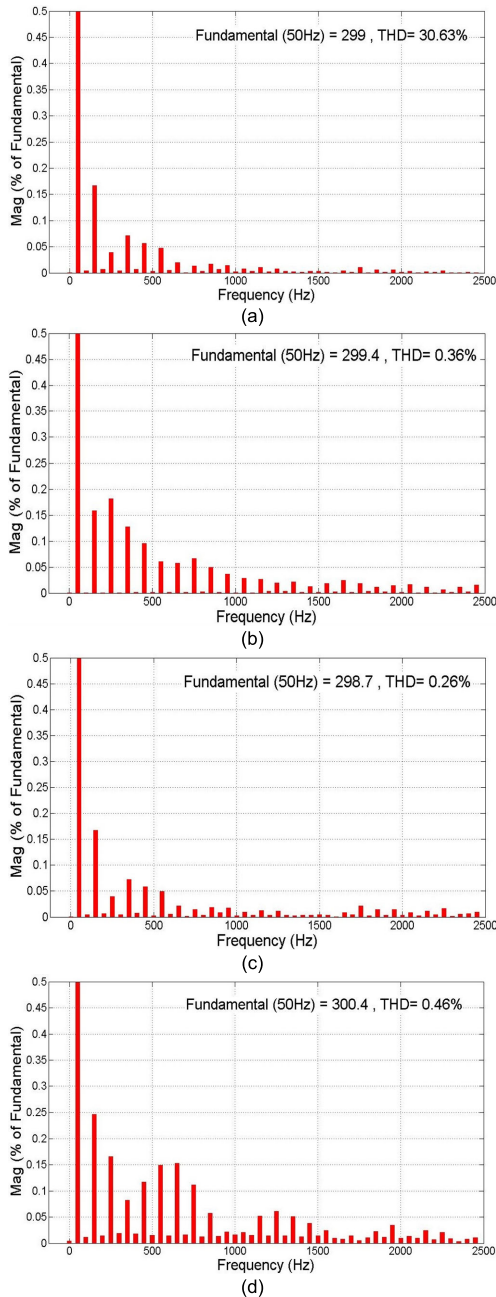 Fundamental (50Hz) = 299 , THD= 30.63%
Mag (% of Fundamental)
0.5
0.45
0.4
0.35
0.3
0.25
0.2
0.15
0.1
0.05
0
0 500 1000 1500 2000 2500
Frequency (Hz)
(a)
Fundamental (50Hz) = 299.4 , THD= 0.36%
Mag (% of Fundamental)
0.5
0.45
0.4
0.35
0.3
0.25
0.2
0.15
0.1
0.05
0
0 500 1000 1500 2000 2500
Frequency (Hz)
(b)
Fundamental (50Hz) = 298.7 , THD= 0.26%
Mag (% of Fundamental)
0.5
0.45
0.4
0.35
0.3
0.25
0.2
0.15
0.1
0.05
0
0 500 1000 1500 2000 2500
Frequency (Hz)
(c)
Fundamental (50Hz) = 300.4 , THD= 0.46%
Mag (% of Fundamental)
0.5
0.45
0.4
0.35
0.3
0.25
0.2
0.15
0.1
0.05
0
0 500 1000 1500 2000 2500
Frequency (Hz)
(d)